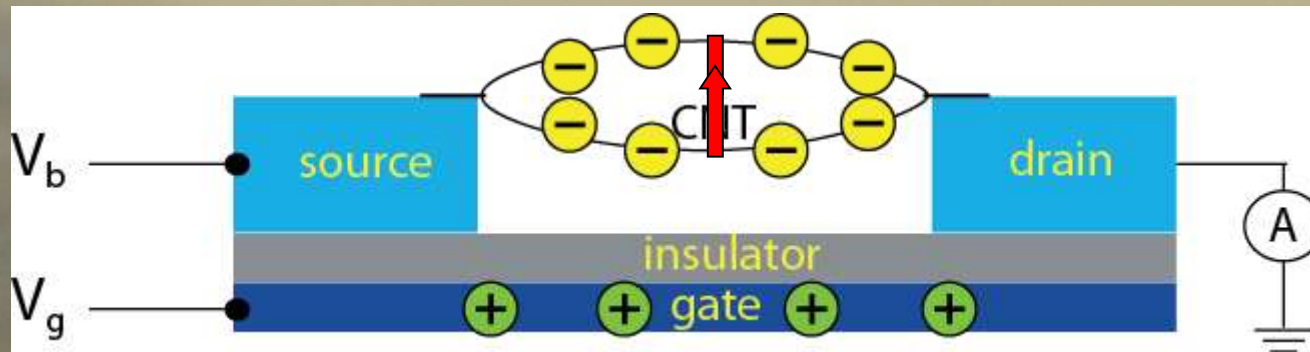 CNT
V_b
source
drain
A
insulator
V_g
gate